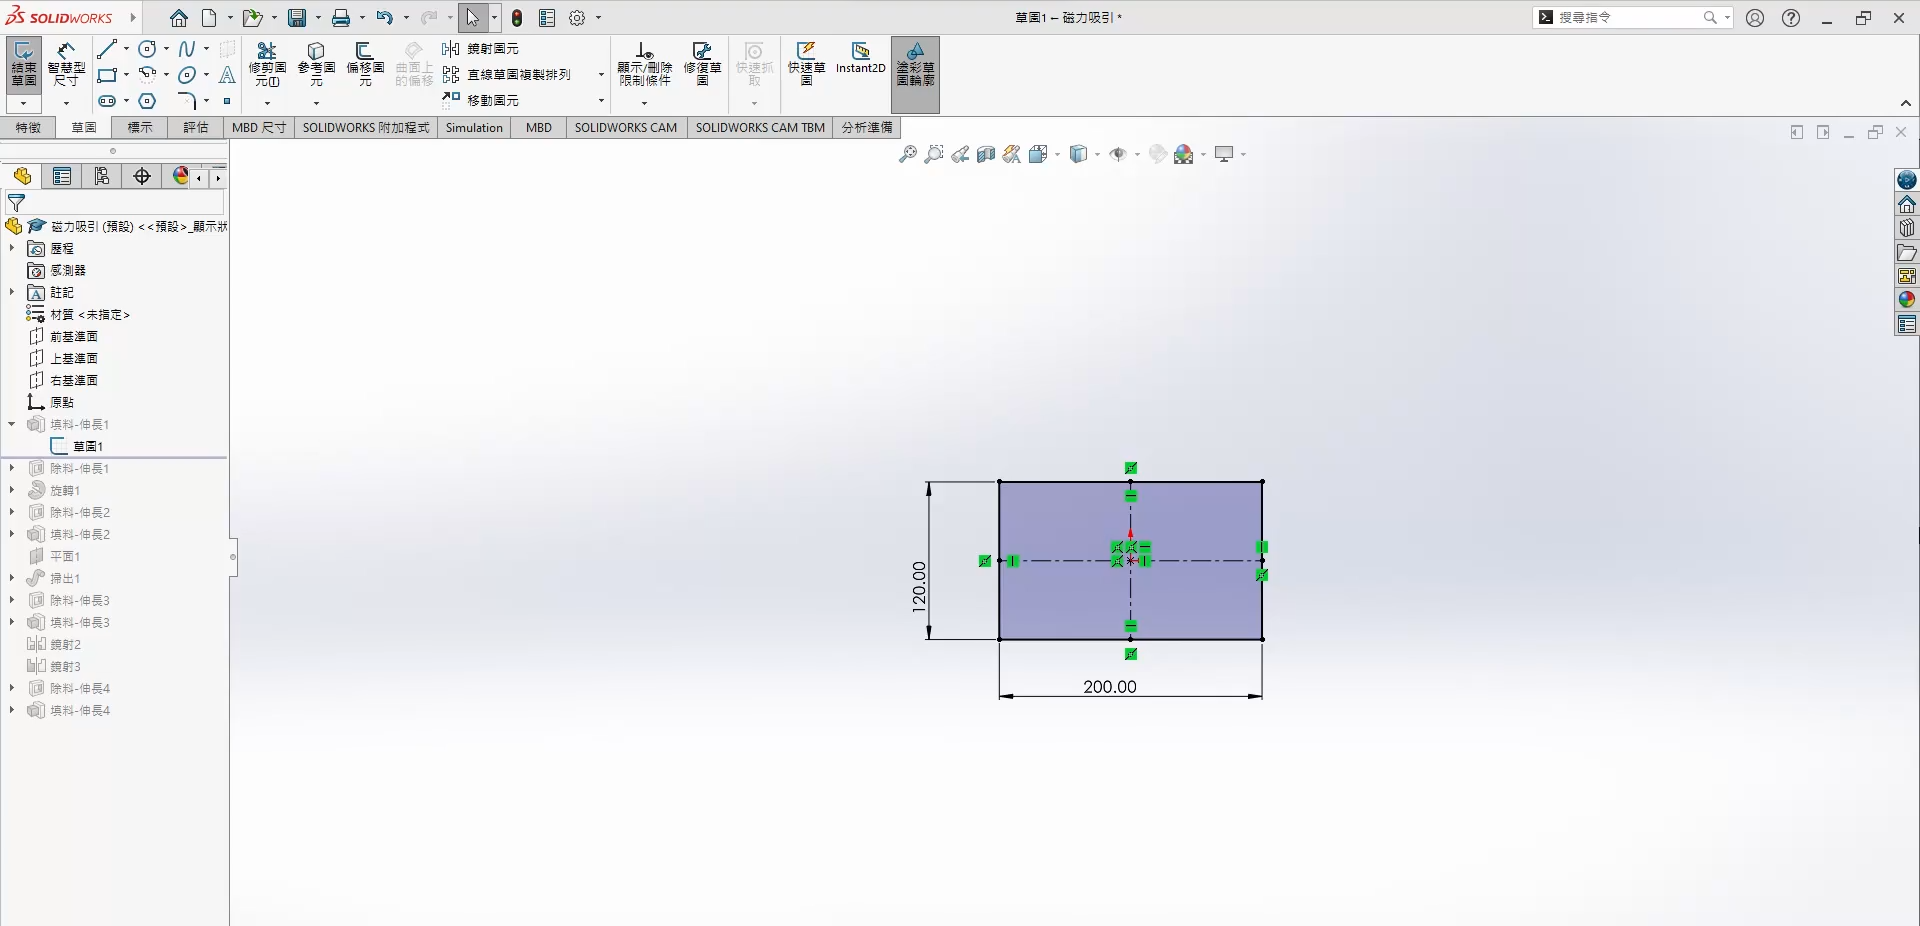 SOLIDWORKS
草圖1 – 磁力吸引 *
搜尋指令
結束草圖
智慧型尺寸
修剪圖元(I)
參考圖元
偏移圖元
曲面上的偏移
鏡射圖元
直線草圖複製排列
移動圖元
顯示/刪除限制條件
修復草圖
快速抓取
快速草圖
Instant2D
塗彩草圖輪廓
特徵
草圖
標示
評估
MBD 尺寸
SOLIDWORKS 附加程式
Simulation
MBD
SOLIDWORKS CAM
SOLIDWORKS CAM TBM
分析準備
磁力吸引 (預設) <<預設>_顯示狀
歷程
感測器
註記
材質 <未指定>
前基準面
上基準面
右基準面
原點
填料-伸長1
草圖1
除料-伸長1
旋轉1
除料-伸長2
填料-伸長2
平面1
掃出1
除料-伸長3
填料-伸長3
鏡射2
鏡射3
除料-伸長4
填料-伸長4
120.00
200.00